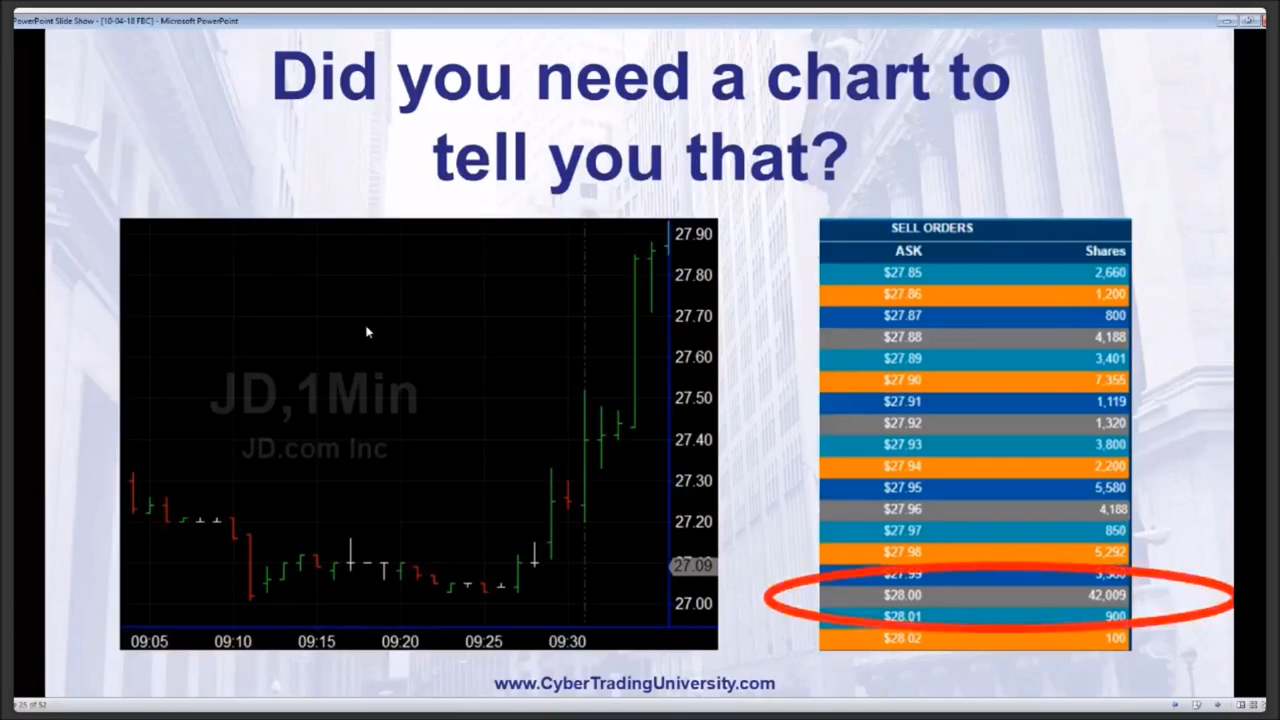 PowerPoint Slide Show - [10-04-18 FBC] - Microsoft PowerPoint
Did you need a chart to
tell you that?
JD,1Min
JD.com Inc
27.90
27.80
27.70
27.60
27.50
27.40
27.30
27.20
27.09
27.00
09:05 09:10 09:15 09:20 09:25 09:30
SELL ORDERS
ASK Shares
$27.85 2,660
$27.86 1,200
$27.87 800
$27.88 4,188
$27.89 3,401
$27.90 7,355
$27.91 1,119
$27.92 1,320
$27.93 3,800
$27.94 2,200
$27.95 5,580
$27.96 4,188
$27.97 850
$27.98 5,292
$27.99
$28.00 42,009
$28.01 900
$28.02 100
www.CyberTradingUniversity.com
25 of 52